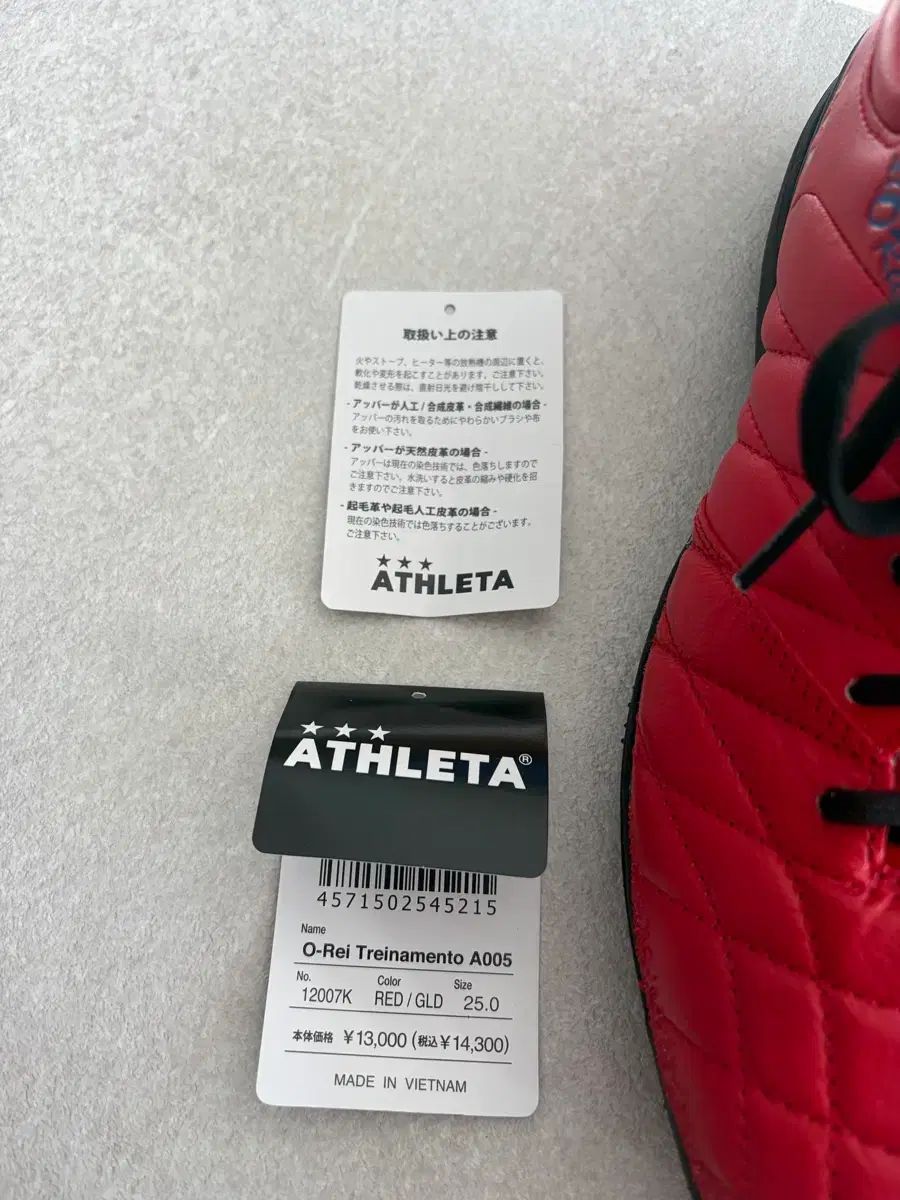 取扱い上の注意
火やストーブ、ヒーター等の放熱機の周辺に置くと、
軟化や変形を起こすことがあります。ご注意下さい。
乾燥させる際は、直射日光を避け陰干しして下さい。
- アッパーが人工 / 合成皮革・合成繊維の場合 -
アッパーの汚れを取るためにやわらかいブラシや布
をお使い下さい。
- アッパーが天然皮革の場合 -
アッパーは現在の染色技術では、色落ちしますので
ご注意下さい。水洗いすると皮革の縮みや硬化を招
きますのでご注意下さい。
- 起毛革や起毛人工皮革の場合 -
現在の染色技術では色落ちすることがございます。
ご注意下さい。
ATHLETA
ATHLETA®
4571502545215
Name
O-Rei Treinamento A005
No. Color Size
12007K RED / GLD 25.0
本体価格 ¥13,000 (税込¥14,300)
MADE IN VIETNAM